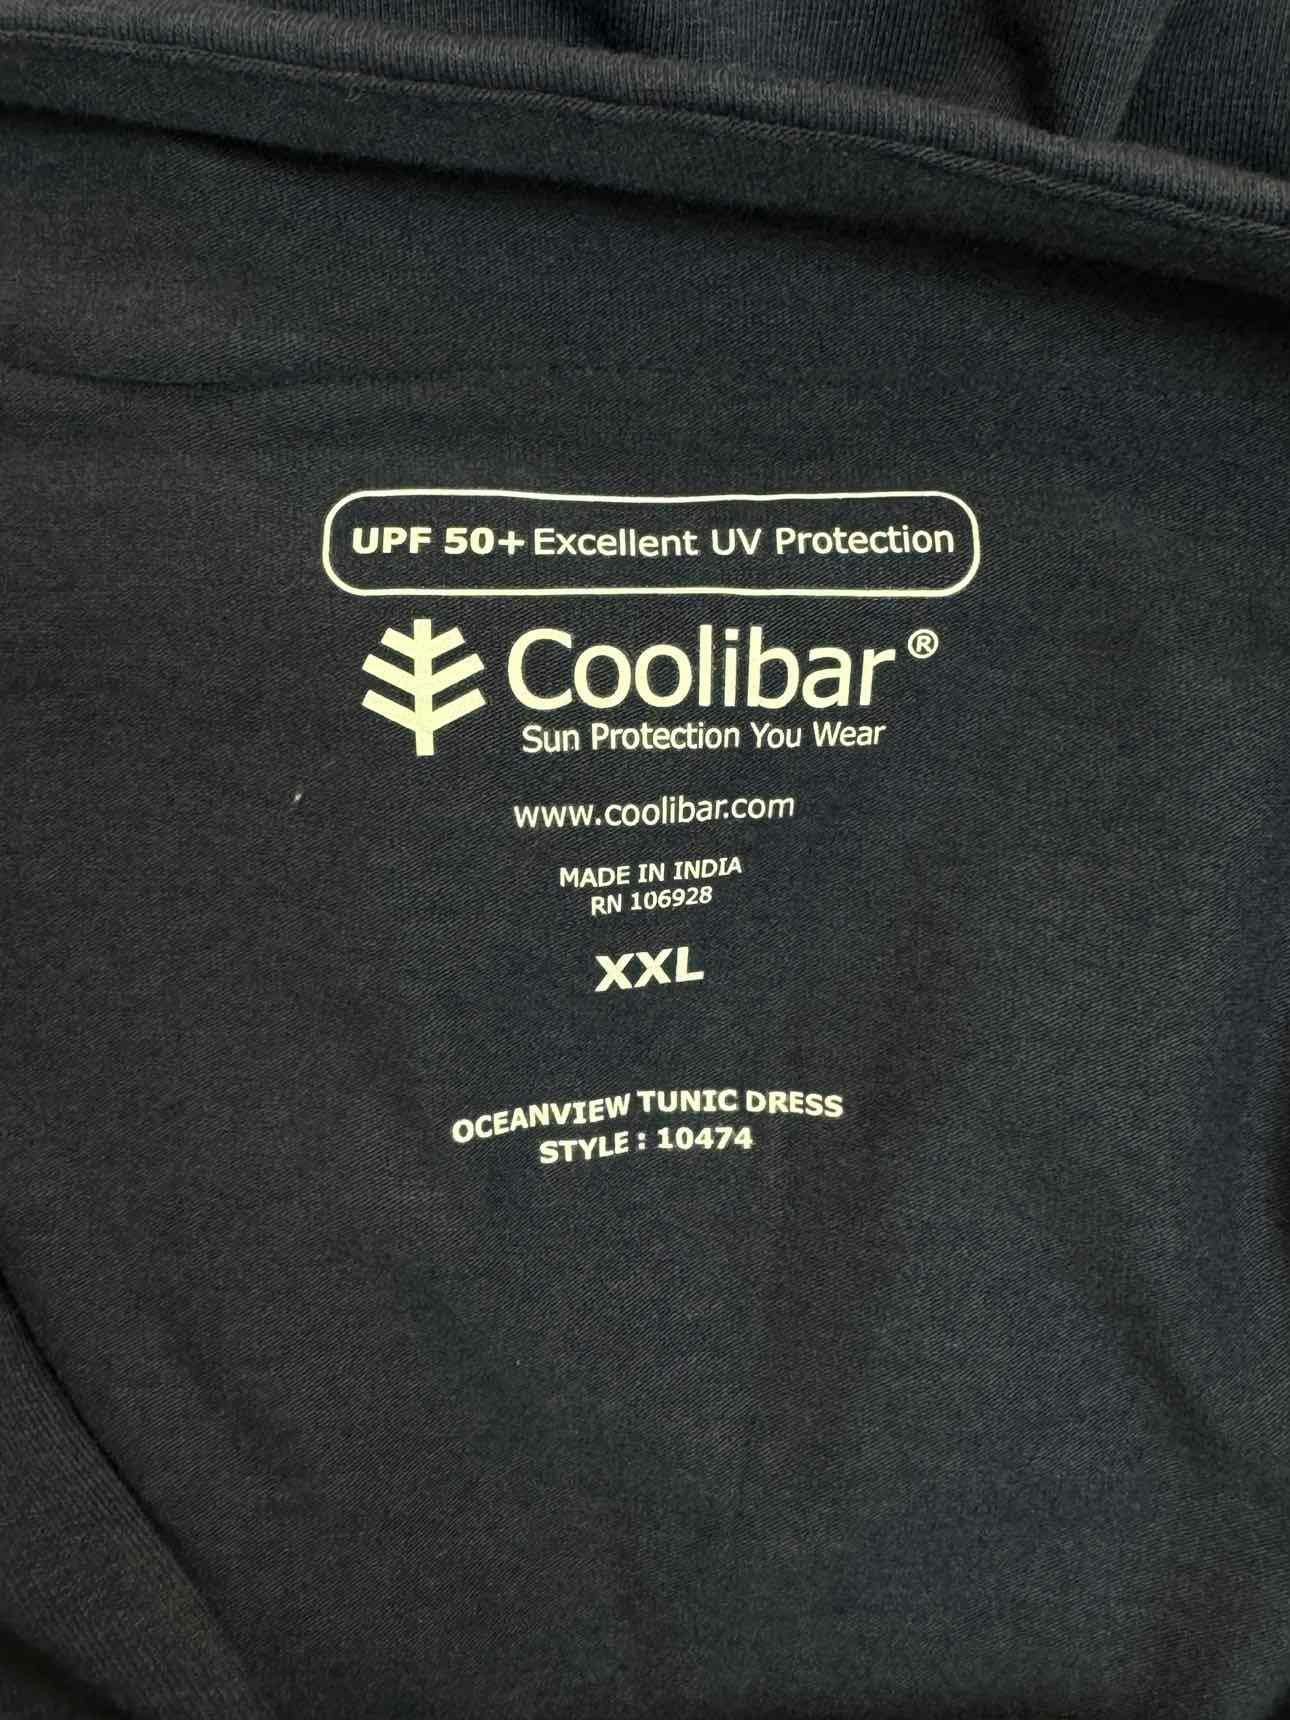 UPF 50+ Excellent UV Protection
Coolibar®
Sun Protection You Wear
www.coolibar.com
MADE IN INDIA
RN 106928
XXL
OCEANVIEW TUNIC DRESS
STYLE : 10474